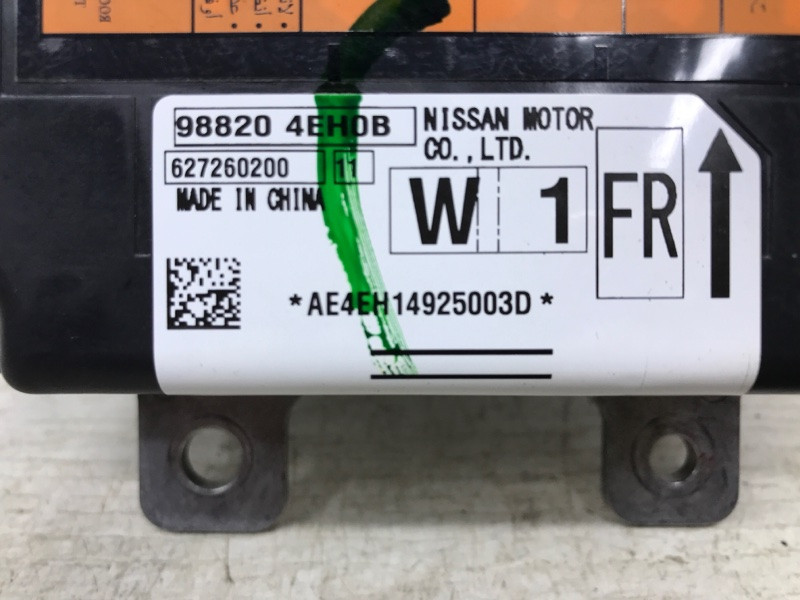 98820 4EH0B
NISSAN MOTOR
CO.,LTD.
627260200 11
MADE IN CHINA
W 1
FR
*AE4EH14925003D*